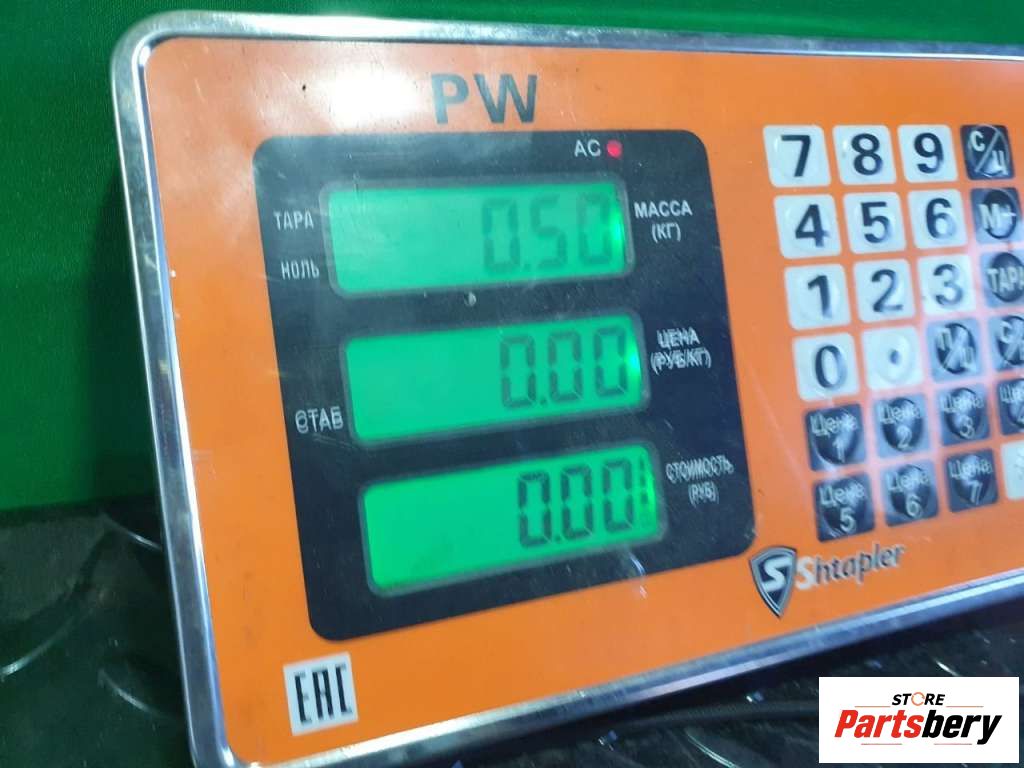 PW
АС
ТАРА
НОЛЬ
0.50
МАССА
(КГ)
0.00
ЦЕНА
(РУБ/КГ)
СТАБ
0.00
СТОИМОСТЬ
(РУБ)
7 8 9 С/Ц
4 5 6 М+
1 2 3 ТАРА
0 .
Цена 1 Цена 2 Цена 3
Цена 5 Цена 6 Цена 7
S Shtapler
EAC
STORE
Partsbery